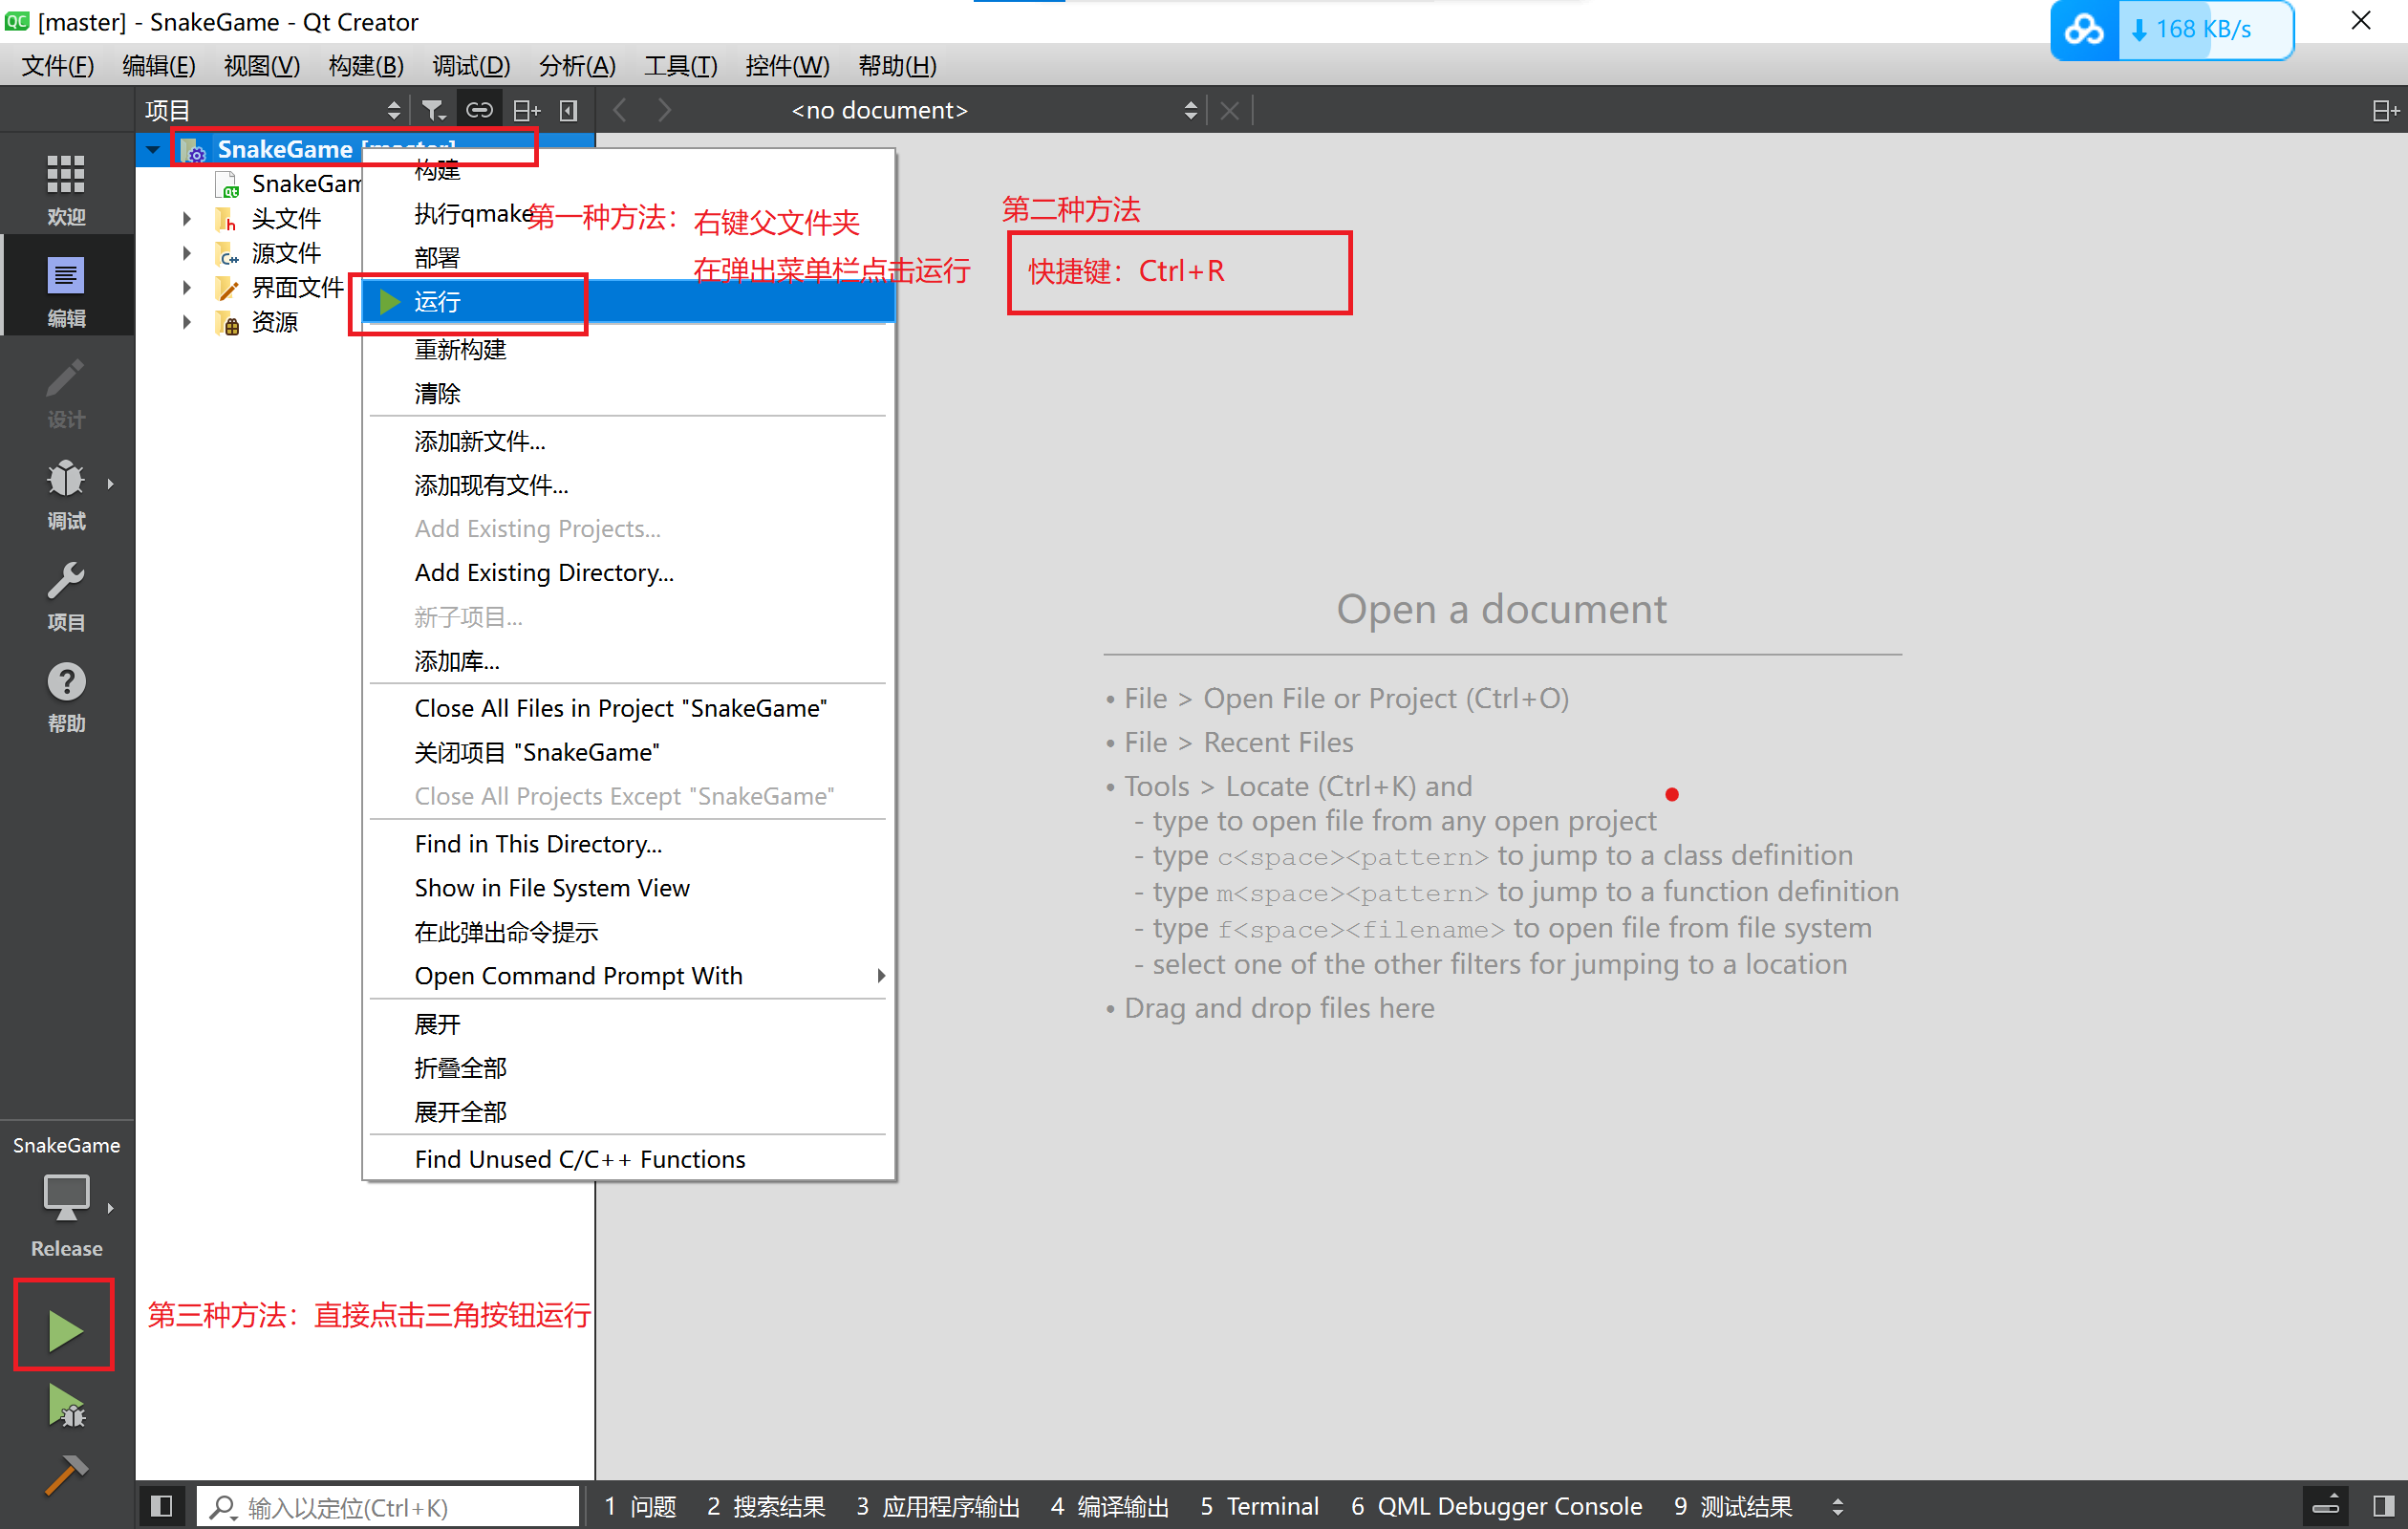 [master] - SnakeGame - Qt Creator
168 KB/s
文件(F) 编辑(E) 视图(V) 构建(B) 调试(D) 分析(A) 工具(T) 控件(W) 帮助(H)
项目
<no document>
欢迎
编辑
设计
调试
项目
帮助
SnakeGame
Release
SnakeGame [master]
SnakeGam
头文件
源文件
界面文件
资源
构建
执行qmake
部署
运行
重新构建
清除
添加新文件...
添加现有文件...
Add Existing Projects...
Add Existing Directory...
新子项目...
添加库...
Close All Files in Project "SnakeGame"
关闭项目 "SnakeGame"
Close All Projects Except "SnakeGame"
Find in This Directory...
Show in File System View
在此弹出命令提示
Open Command Prompt With
展开
折叠全部
展开全部
Find Unused C/C++ Functions
第一种方法：右键父文件夹
在弹出菜单栏点击运行
第二种方法
快捷键：Ctrl+R
第三种方法：直接点击三角按钮运行
Open a document
• File > Open File or Project (Ctrl+O)
• File > Recent Files
• Tools > Locate (Ctrl+K) and
- type to open file from any open project
- type c<space><pattern> to jump to a class definition
- type m<space><pattern> to jump to a function definition
- type f<space><filename> to open file from file system
- select one of the other filters for jumping to a location
• Drag and drop files here
输入以定位(Ctrl+K)
1 问题 2 搜索结果 3 应用程序输出 4 编译输出 5 Terminal 6 QML Debugger Console 9 测试结果